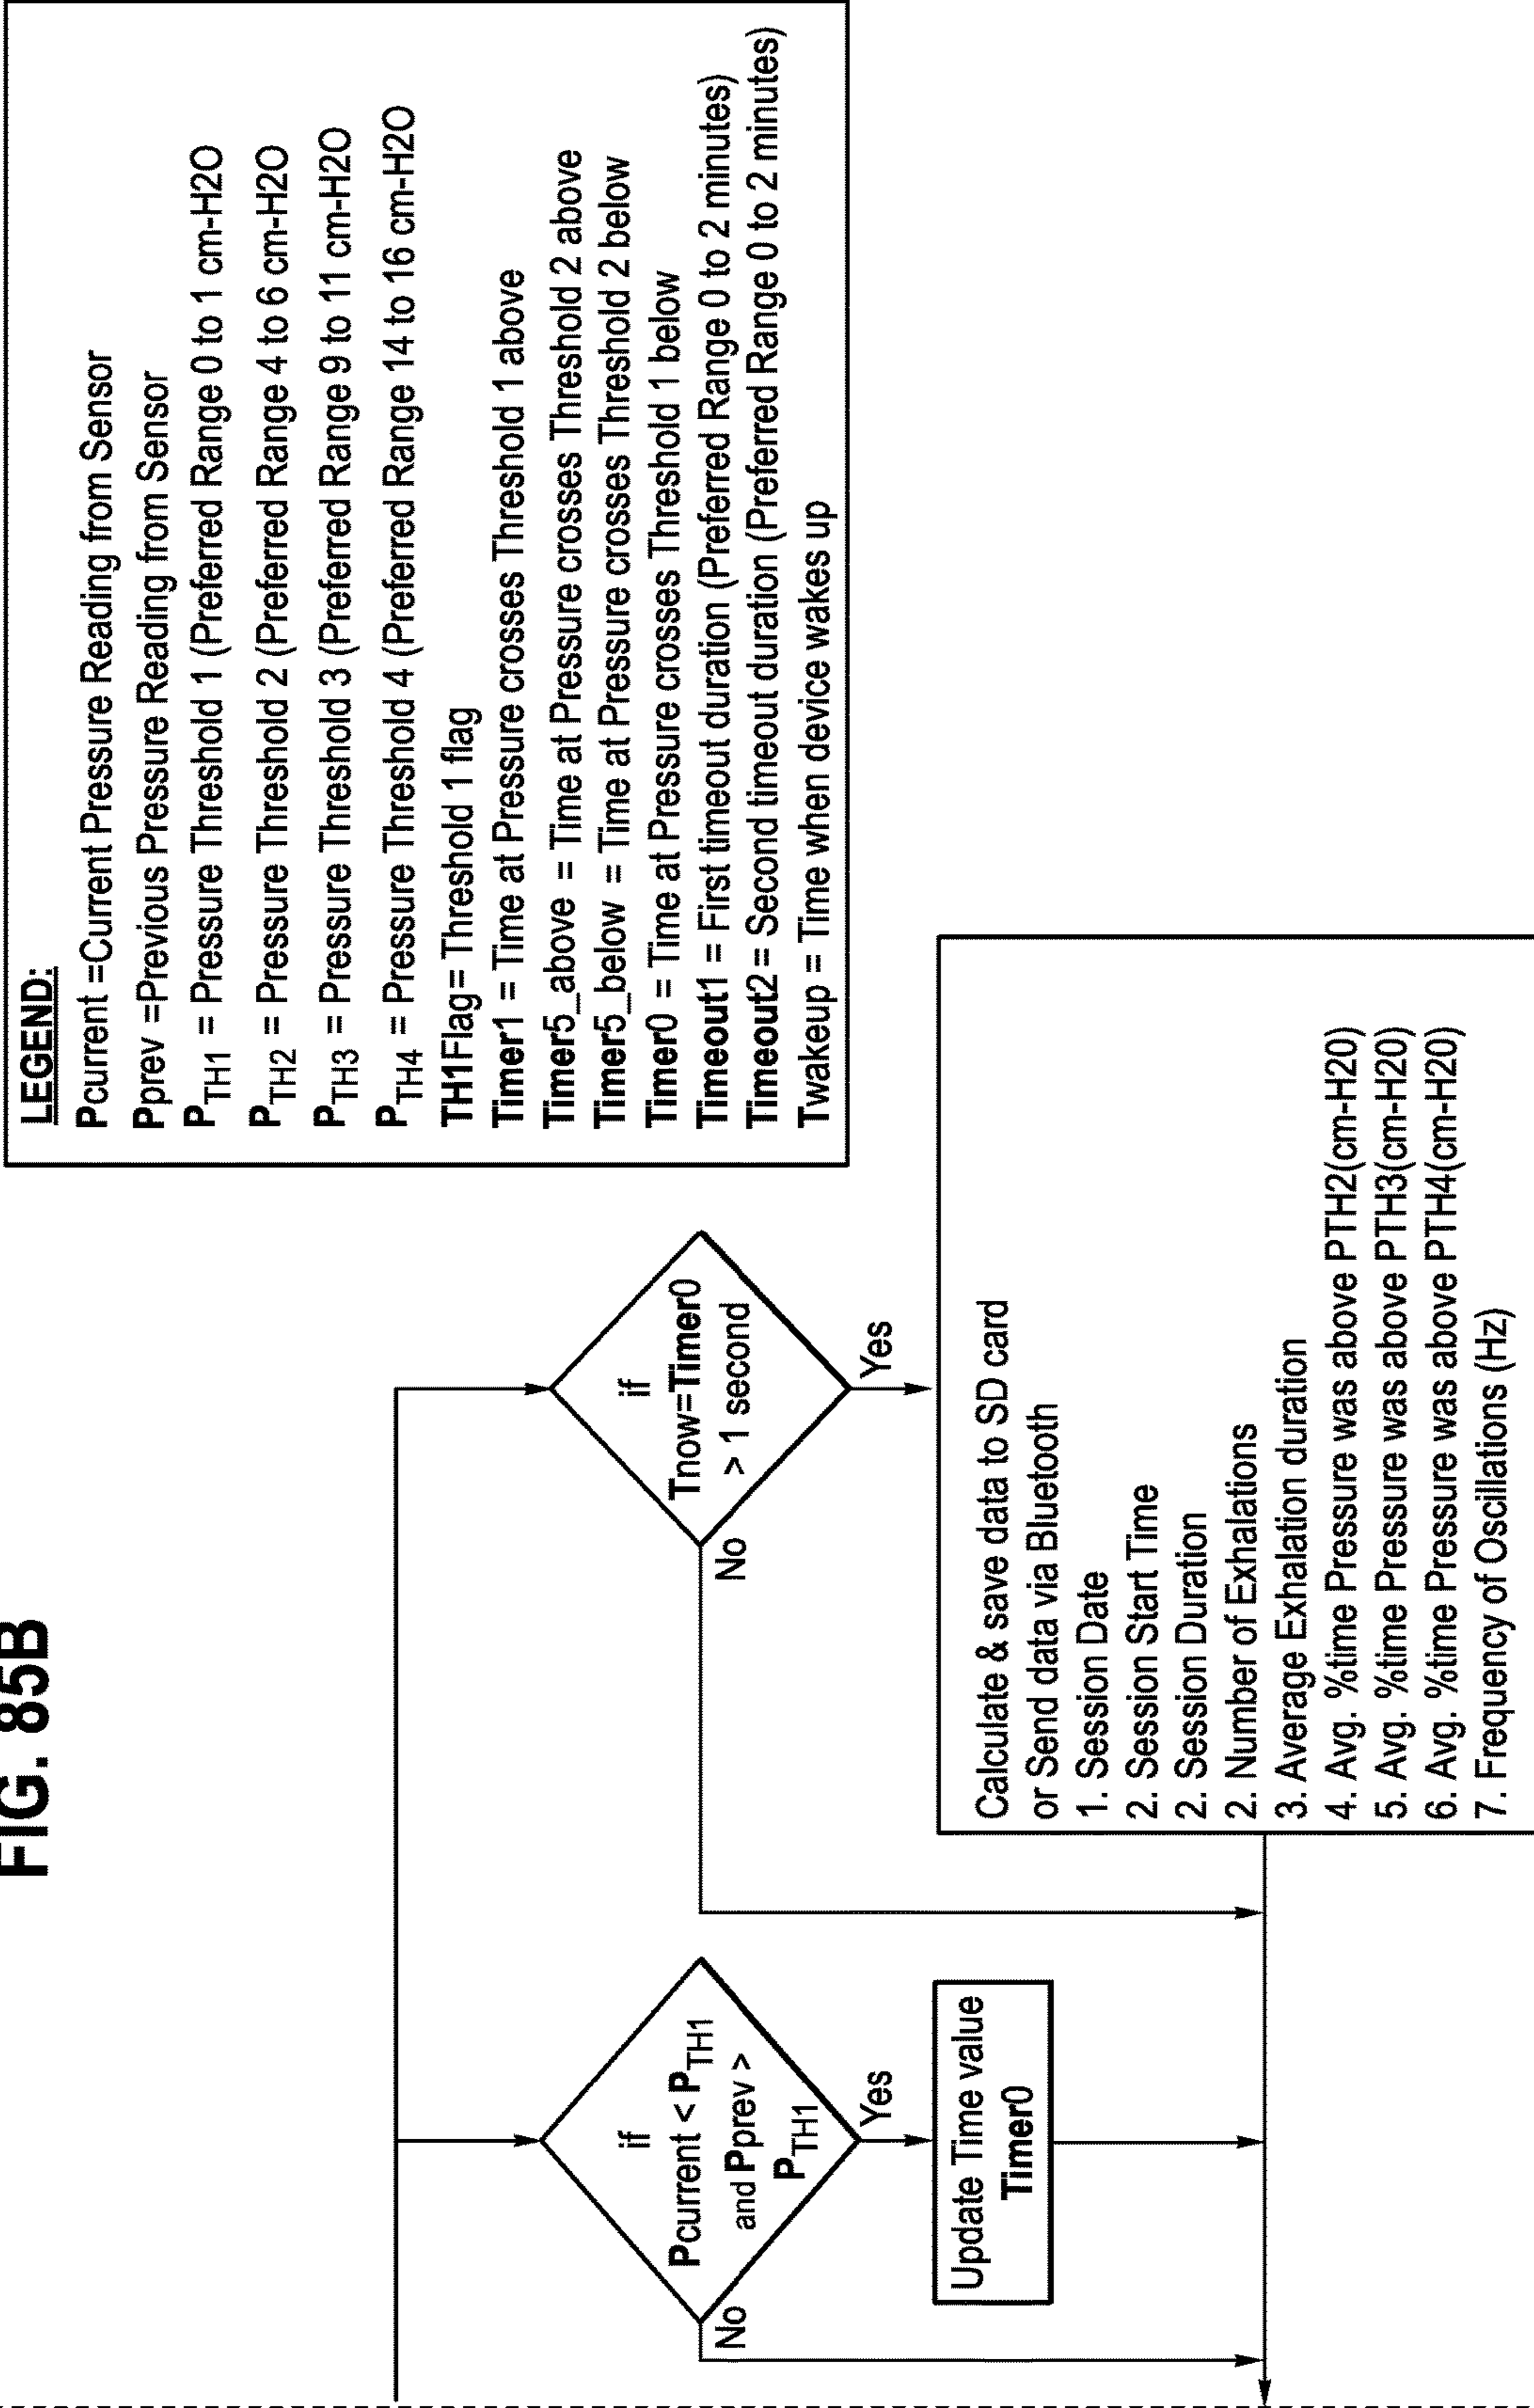 FIG. 85B
LEGEND:
Pcurrent =Current Pressure Reading from Sensor
Pprev =Previous Pressure Reading from Sensor
PTH1 = Pressure Threshold 1 (Preferred Range 0 to 1 cm-H2O
PTH2 = Pressure Threshold 2 (Preferred Range 4 to 6 cm-H2O
PTH3 = Pressure Threshold 3 (Preferred Range 9 to 11 cm-H2O
PTH4 = Pressure Threshold 4 (Preferred Range 14 to 16 cm-H2O
TH1Flag= Threshold 1 flag
Timer1 = Time at Pressure crosses Threshold 1 above
Timer5_above = Time at Pressure crosses Threshold 2 above
Timer5_below = Time at Pressure crosses Threshold 2 below
Timer0 = Time at Pressure crosses Threshold 1 below
Timeout1 = First timeout duration (Preferred Range 0 to 2 minutes)
Timeout2 = Second timeout duration (Preferred Range 0 to 2 minutes)
Twakeup = Time when device wakes up
if
Pcurrent < PTH1
and Pprev >
PTH1
No
Yes
Update Time value
Timer0
if
Tnow=Timer0
> 1 second
No
Yes
Calculate & save data to SD card
or Send data via Bluetooth
1. Session Date
2. Session Start Time
2. Session Duration
2. Number of Exhalations
3. Average Exhalation duration
4. Avg. %time Pressure was above PTH2(cm-H20)
5. Avg. %time Pressure was above PTH3(cm-H20)
6. Avg. %time Pressure was above PTH4(cm-H20)
7. Frequency of Oscillations (Hz)